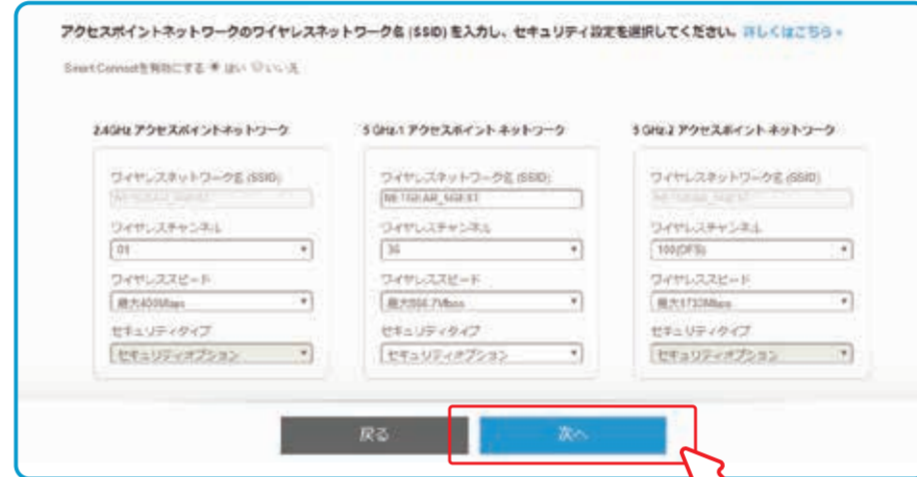 アクセスポイントネットワークのワイヤレスネットワーク名 (SSID) を入力し、セキュリティ設定を選択してください。 詳しくはこちら »
Smart Connectを有効にする はい いいえ
2.4GHz アクセスポイントネットワーク
ワイヤレスネットワーク名 (SSID):
ワイヤレスチャンネル
01
ワイヤレススピード
最大400Mbps
セキュリティタイプ
セキュリティオプション
5 GHz-1 アクセスポイント ネットワーク
ワイヤレスネットワーク名 (SSID):
ワイヤレスチャンネル
36
ワイヤレススピード
最大866.7Mbps
セキュリティタイプ
セキュリティオプション
5 GHz-2 アクセスポイント ネットワーク
ワイヤレスネットワーク名 (SSID):
ワイヤレスチャンネル
100(DFS)
ワイヤレススピード
最大1733Mbps
セキュリティタイプ
セキュリティオプション
戻る
次へ